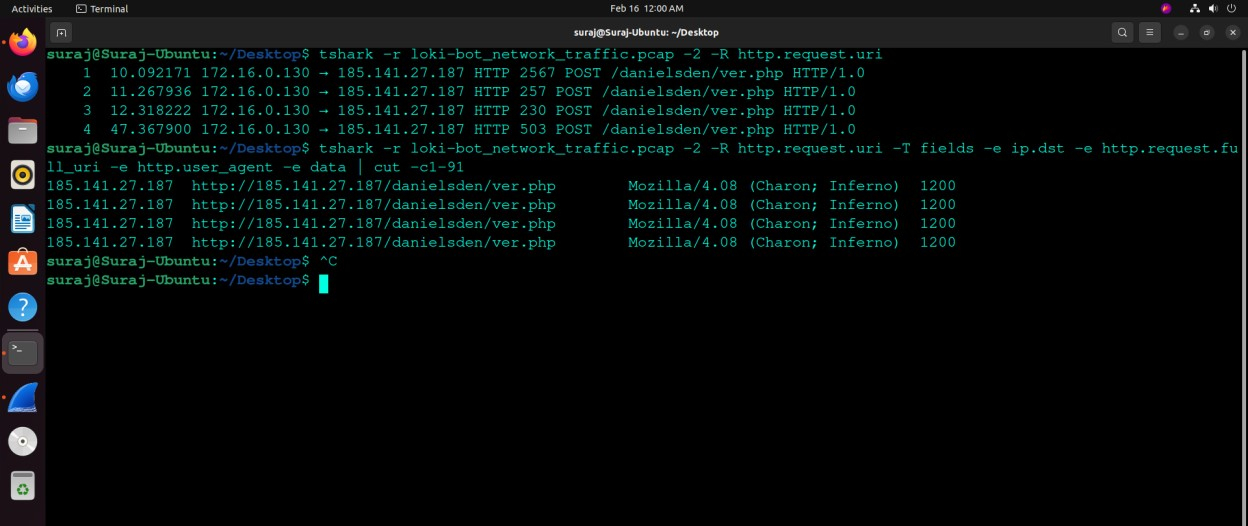 Activities Terminal Feb 16 12:00 AM
suraj@Suraj-Ubuntu: ~/Desktop
suraj@Suraj-Ubuntu:~/Desktop$ tshark -r loki-bot_network_traffic.pcap -2 -R http.request.uri
1 10.092171 172.16.0.130 → 185.141.27.187 HTTP 2567 POST /danielsden/ver.php HTTP/1.0
2 11.267936 172.16.0.130 → 185.141.27.187 HTTP 257 POST /danielsden/ver.php HTTP/1.0
3 12.318222 172.16.0.130 → 185.141.27.187 HTTP 230 POST /danielsden/ver.php HTTP/1.0
4 47.367900 172.16.0.130 → 185.141.27.187 HTTP 503 POST /danielsden/ver.php HTTP/1.0
suraj@Suraj-Ubuntu:~/Desktop$ tshark -r loki-bot_network_traffic.pcap -2 -R http.request.uri -T fields -e ip.dst -e http.request.fu
ll_uri -e http.user_agent -e data | cut -c1-91
185.141.27.187 http://185.141.27.187/danielsden/ver.php Mozilla/4.08 (Charon; Inferno) 1200
185.141.27.187 http://185.141.27.187/danielsden/ver.php Mozilla/4.08 (Charon; Inferno) 1200
185.141.27.187 http://185.141.27.187/danielsden/ver.php Mozilla/4.08 (Charon; Inferno) 1200
185.141.27.187 http://185.141.27.187/danielsden/ver.php Mozilla/4.08 (Charon; Inferno) 1200
suraj@Suraj-Ubuntu:~/Desktop$ ^C
suraj@Suraj-Ubuntu:~/Desktop$